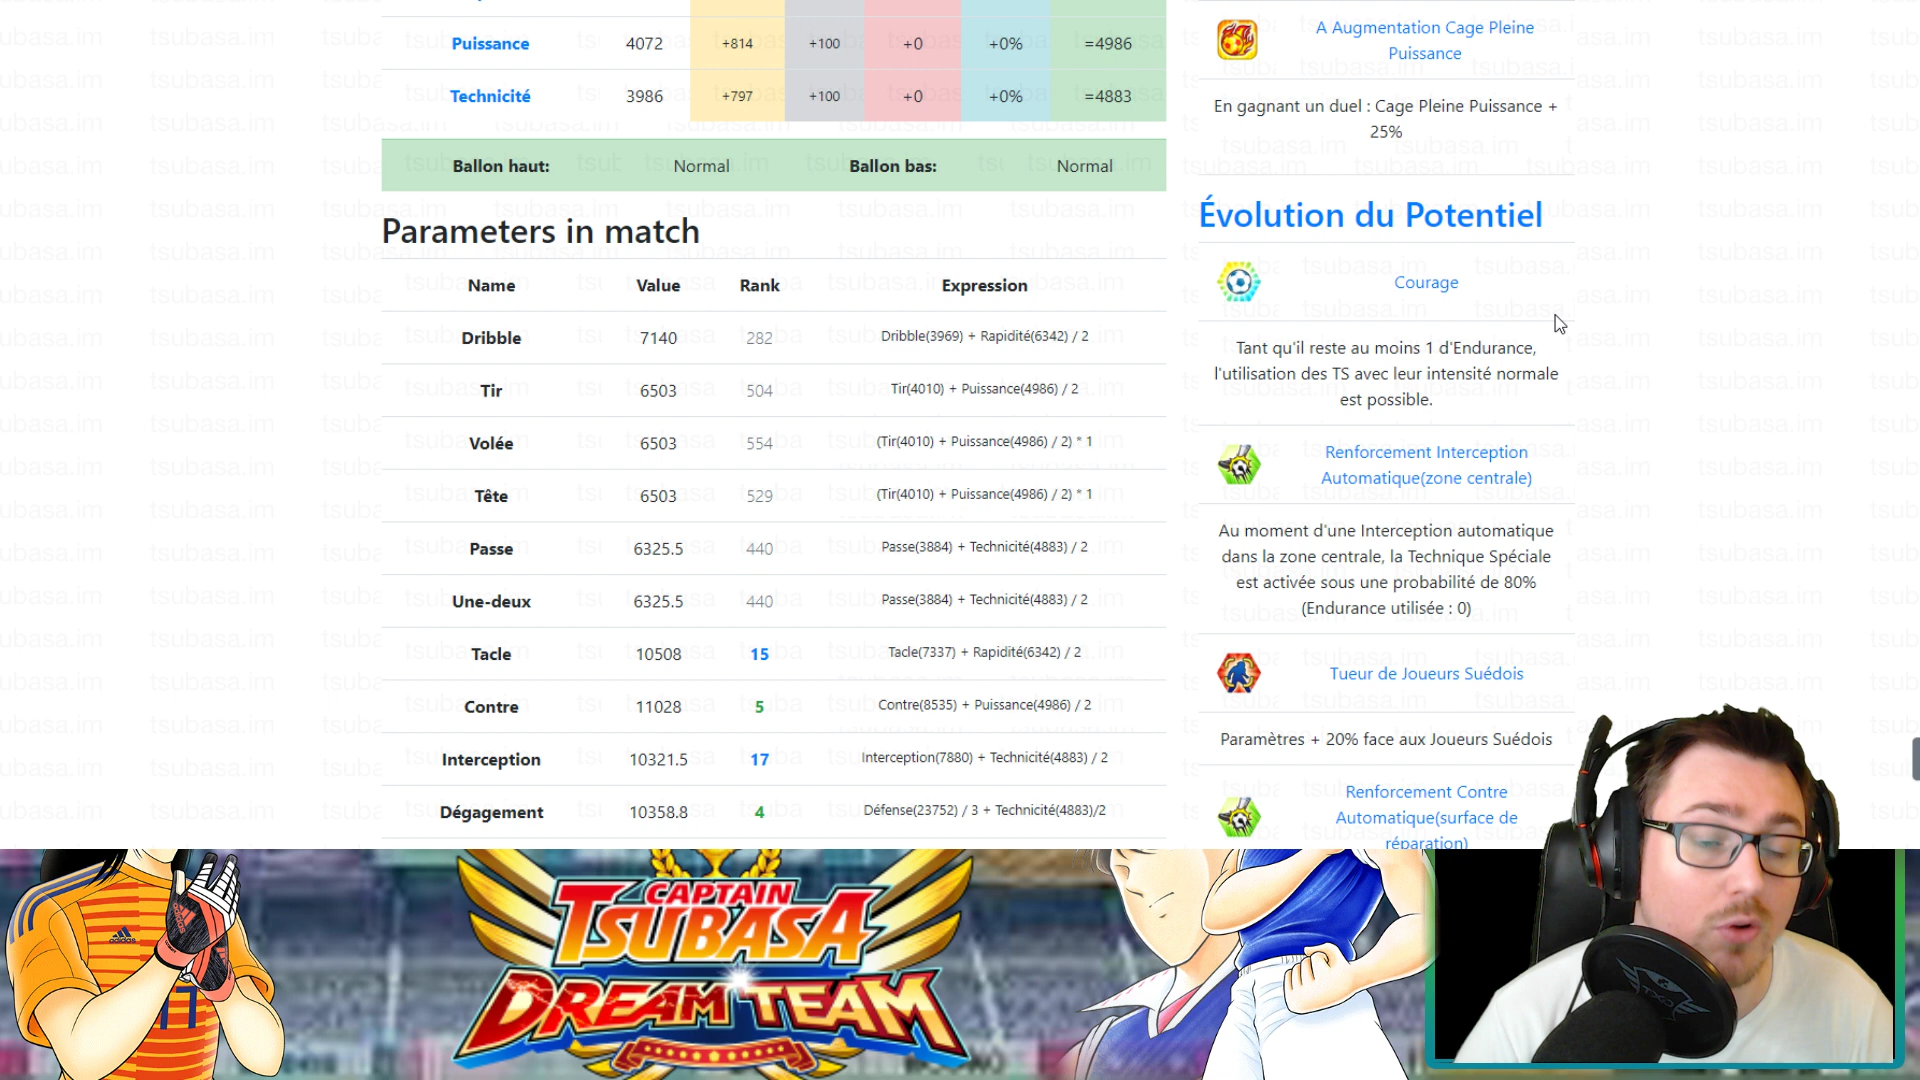 Puissance 4072 +814 +100 +0 +0% =4986
Technicité 3986 +797 +100 +0 +0% =4883
Ballon haut: Normal Ballon bas: Normal
Parameters in match
Name Value Rank Expression
Dribble 7140 282 Dribble(3969) + Rapidité(6342) / 2
Tir 6503 504 Tir(4010) + Puissance(4986) / 2
Volée 6503 554 (Tir(4010) + Puissance(4986) / 2) * 1
Tête 6503 529 (Tir(4010) + Puissance(4986) / 2) * 1
Passe 6325.5 440 Passe(3884) + Technicité(4883) / 2
Une-deux 6325.5 440 Passe(3884) + Technicité(4883) / 2
Tacle 10508 15 Tacle(7337) + Rapidité(6342) / 2
Contre 11028 5 Contre(8535) + Puissance(4986) / 2
Interception 10321.5 17 Interception(7880) + Technicité(4883) / 2
Dégagement 10358.8 4 Défense(23752) / 3 + Technicité(4883)/2
A Augmentation Cage Pleine
Puissance
En gagnant un duel : Cage Pleine Puissance +
25%
Évolution du Potentiel
Courage
Tant qu'il reste au moins 1 d'Endurance,
l'utilisation des TS avec leur intensité normale
est possible.
Renforcement Interception
Automatique(zone centrale)
Au moment d'une Interception automatique
dans la zone centrale, la Technique Spéciale
est activée sous une probabilité de 80%
(Endurance utilisée : 0)
Tueur de Joueurs Suédois
Paramètres + 20% face aux Joueurs Suédois
Renforcement Contre
Automatique(surface de
réparation)
adidas
CAPTAIN
TSUBASA
DREAM TEAM
tsubasa.im